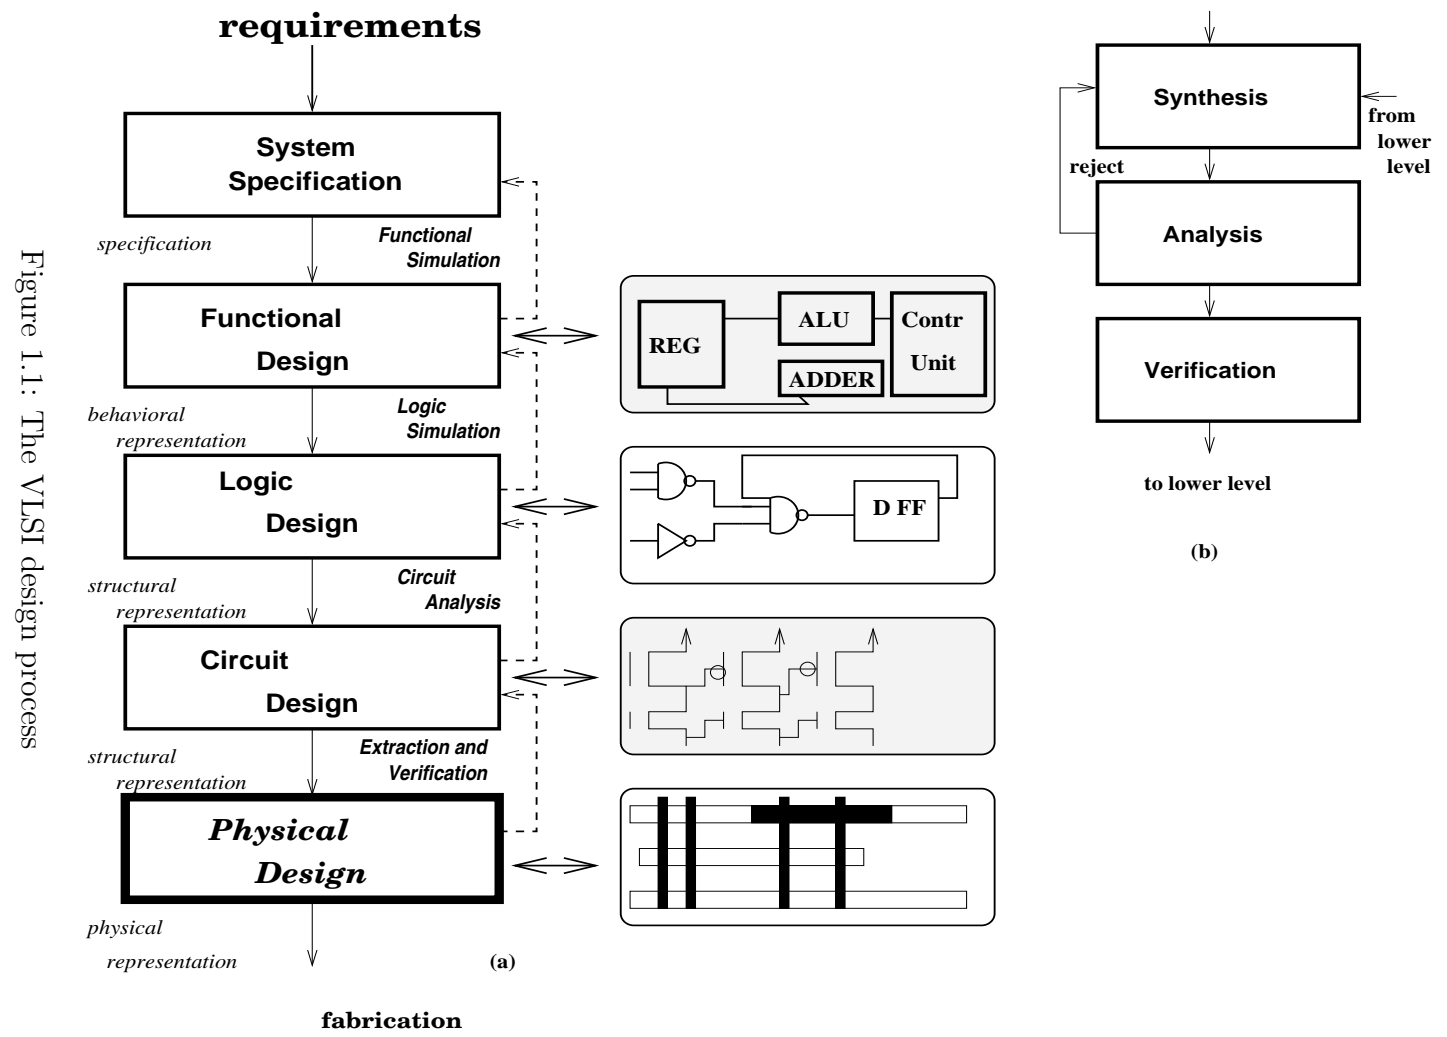 requirements
System
Specification
specification
Functional
Simulation
Functional
Design
behavioral
representation
Logic
Simulation
Logic
Design
structural
representation
Circuit
Analysis
Circuit
Design
structural
representation
Extraction and
Verification
Physical
Design
physical
representation
(a)
fabrication
REG
ALU
ADDER
Contr
Unit
D FF
Synthesis
from
lower
level
reject
Analysis
Verification
to lower level
(b)
Figure 1.1: The VLSI design process